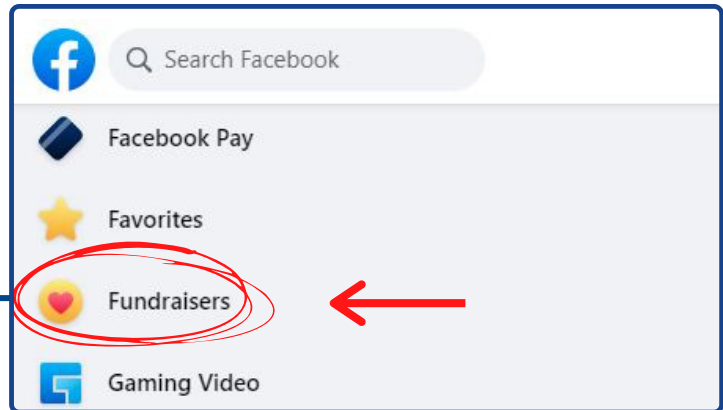 Search Facebook
Facebook Pay
Favorites
Fundraisers
Gaming Video